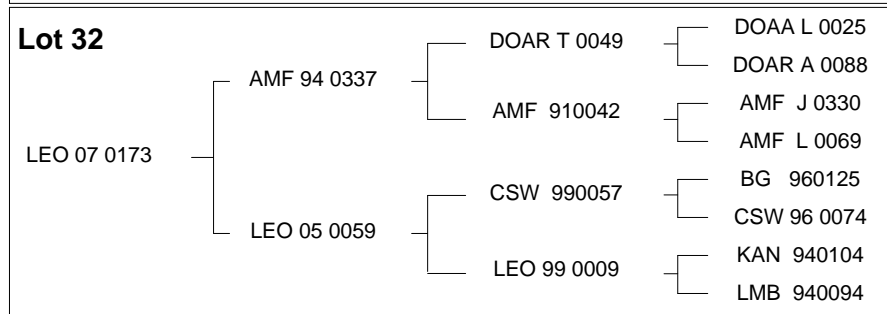 Lot 32
LEO 07 0173
AMF 94 0337
LEO 05 0059
DOAR T 0049
AMF 910042
CSW 990057
LEO 99 0009
DOAA L 0025
DOAR A 0088
AMF J 0330
AMF L 0069
BG 960125
CSW 96 0074
KAN 940104
LMB 940094